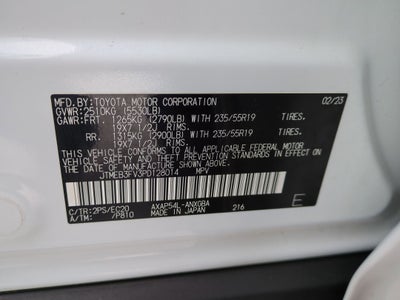 MFD.BY:TOYOTA MOTOR CORPORATION 02/23
GVWR:2510KG (5530LB)
GAWR:FRT. 1265KG (2790LB) WITH 235/55R19 TIRES.
19X7 1/2J RIMS.
RR. 1315KG (2900LB) WITH 235/55R19 TIRES.
19X7 1/2J RIMS.
THIS VEHICLE CONFORMS TO ALL APPLICABLE FEDERAL MOTOR
VEHICLE SAFETY AND THEFT PREVENTION STANDARDS IN EFFECT ON
THE DATE OF MANUFACTURE SHOWN ABOVE.
JTMEB3FV3PD128014 MPV
C/TR:2PS/EC20 AXAP54L-ANXGBA 216 E
A/TM: /P810 MADE IN JAPAN